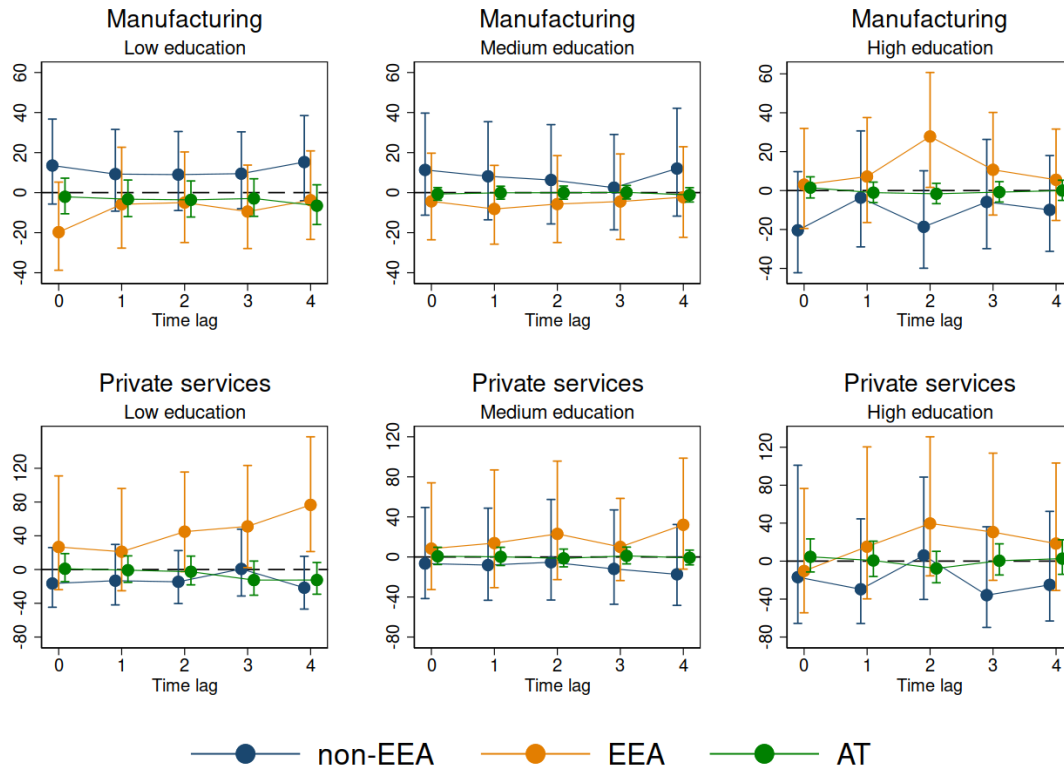 Manufacturing Manufacturing Manufacturing
Low education Medium education High education
60 60 60
40 40 40
20 20 20
0 0 0
-20 -20 -20
-40 -40 -40
0 1 2 3 4 0 1 2 3 4 0 1 2 3 4
Time lag Time lag Time lag
Private services Private services Private services
Low education Medium education High education
120 120 120
80 80 80
40 40 40
0 0 0
-40 -40 -40
-80 -80 -80
0 1 2 3 4 0 1 2 3 4 0 1 2 3 4
Time lag Time lag Time lag
non-EEA EEA AT